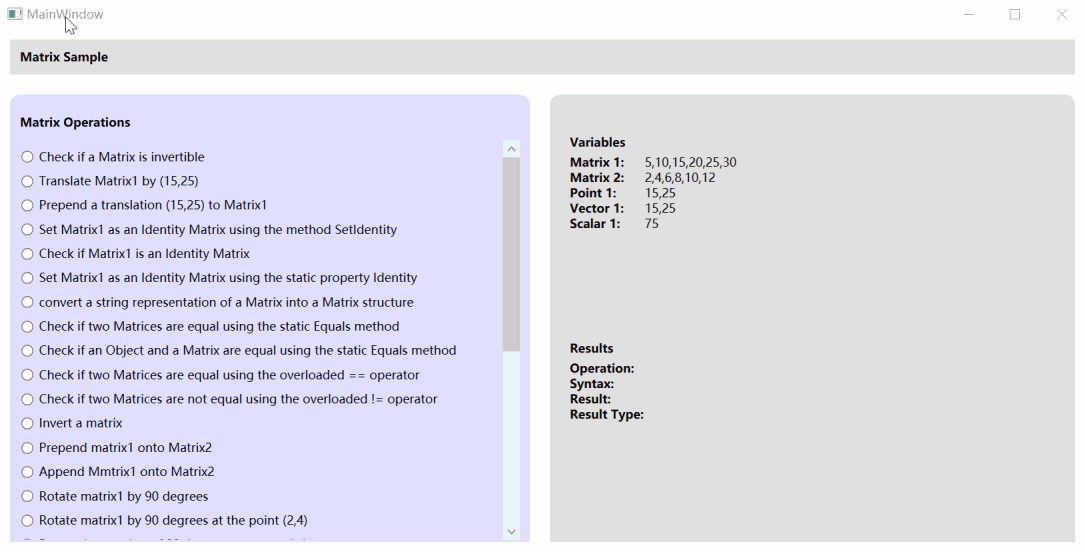 MainWindow
Matrix Sample
Matrix Operations
Check if a Matrix is invertible
Translate Matrix1 by (15,25)
Prepend a translation (15,25) to Matrix1
Set Matrix1 as an Identity Matrix using the method SetIdentity
Check if Matrix1 is an Identity Matrix
Set Matrix1 as an Identity Matrix using the static property Identity
convert a string representation of a Matrix into a Matrix structure
Check if two Matrices are equal using the static Equals method
Check if an Object and a Matrix are equal using the static Equals method
Check if two Matrices are equal using the overloaded == operator
Check if two Matrices are not equal using the overloaded != operator
Invert a matrix
Prepend matrix1 onto Matrix2
Append Mmtrix1 onto Matrix2
Rotate matrix1 by 90 degrees
Rotate matrix1 by 90 degrees at the point (2,4)
Variables
Matrix 1: 5,10,15,20,25,30
Matrix 2: 2,4,6,8,10,12
Point 1: 15,25
Vector 1: 15,25
Scalar 1: 75
Results
Operation:
Syntax:
Result:
Result Type: